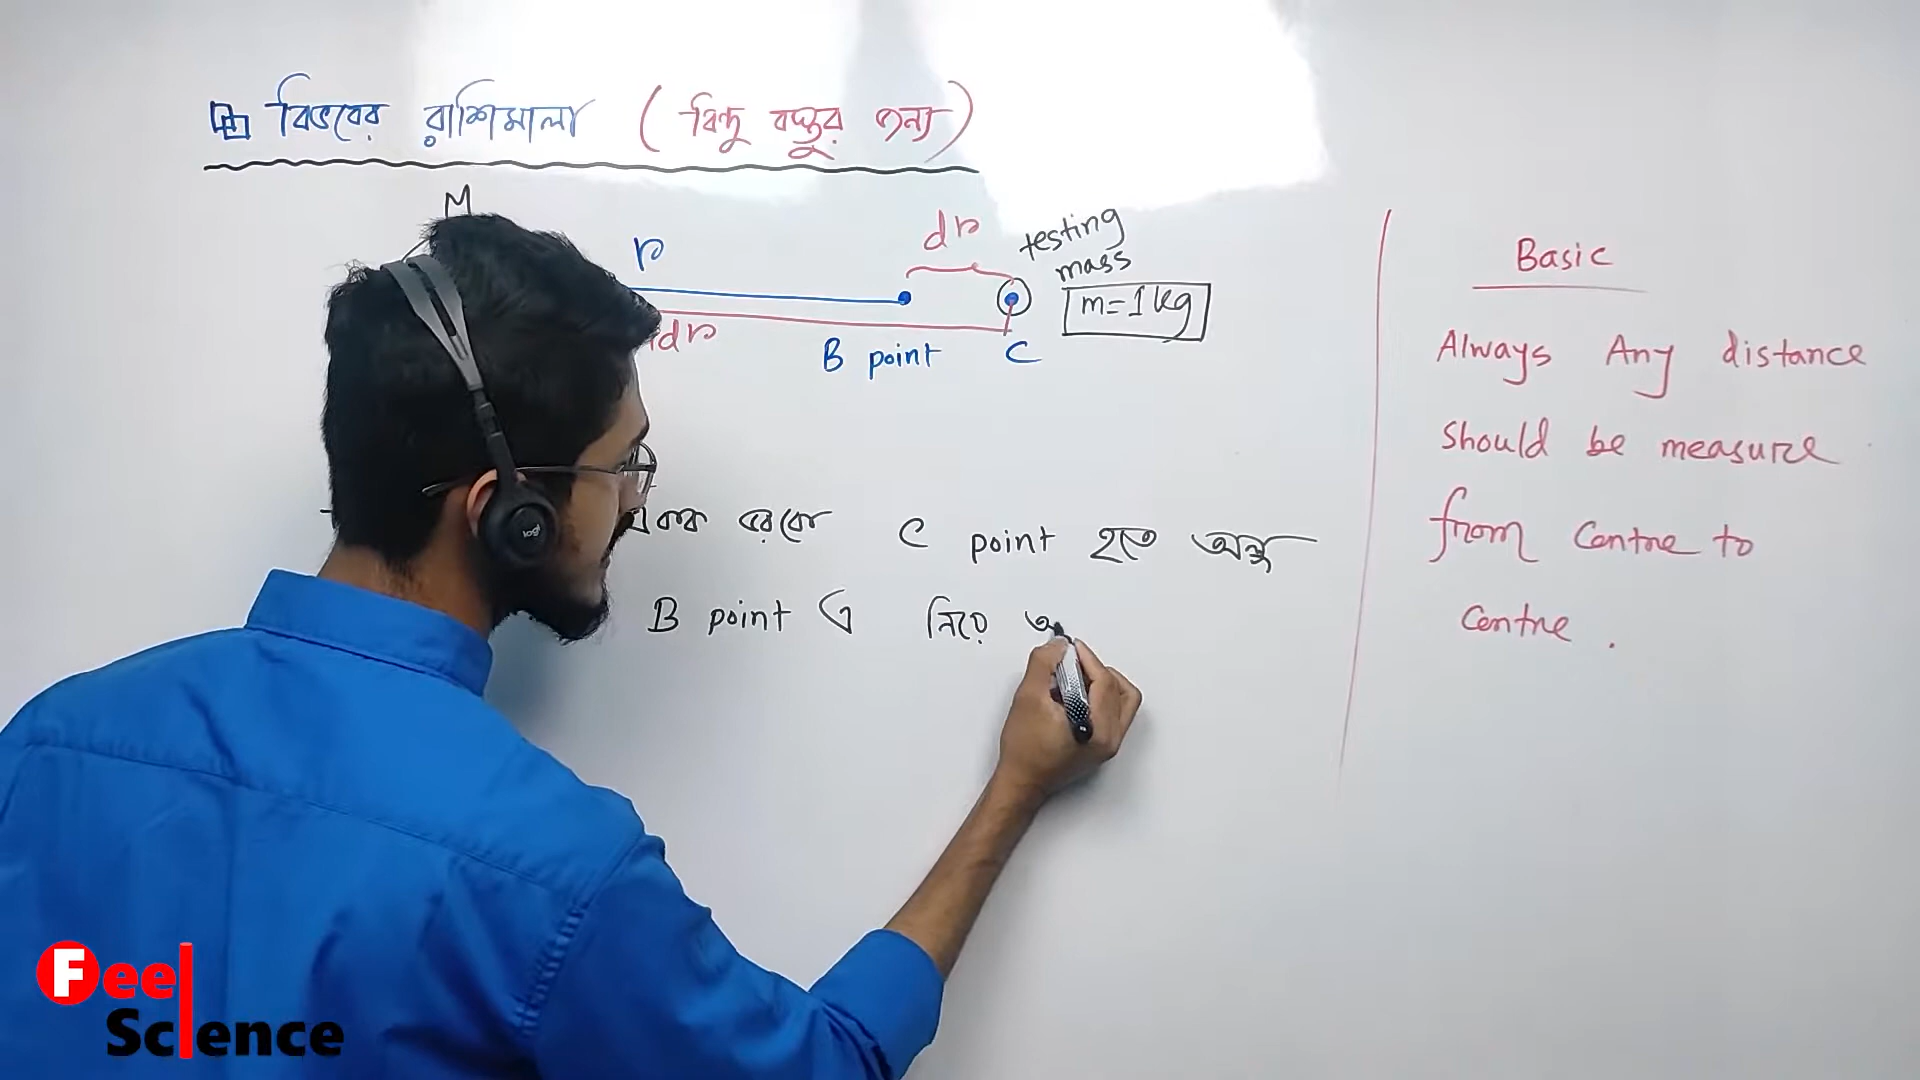 বিভবের রাশিমালা (বিন্দু বস্তুর জন্য)
M
r
dr
testing
mass
m=1kg
dr
B point
C
C point হতে
B point এ নিয়ে
Basic
Always Any distance
should be measure
from Centre to
Centre.
logi
Feel
Science